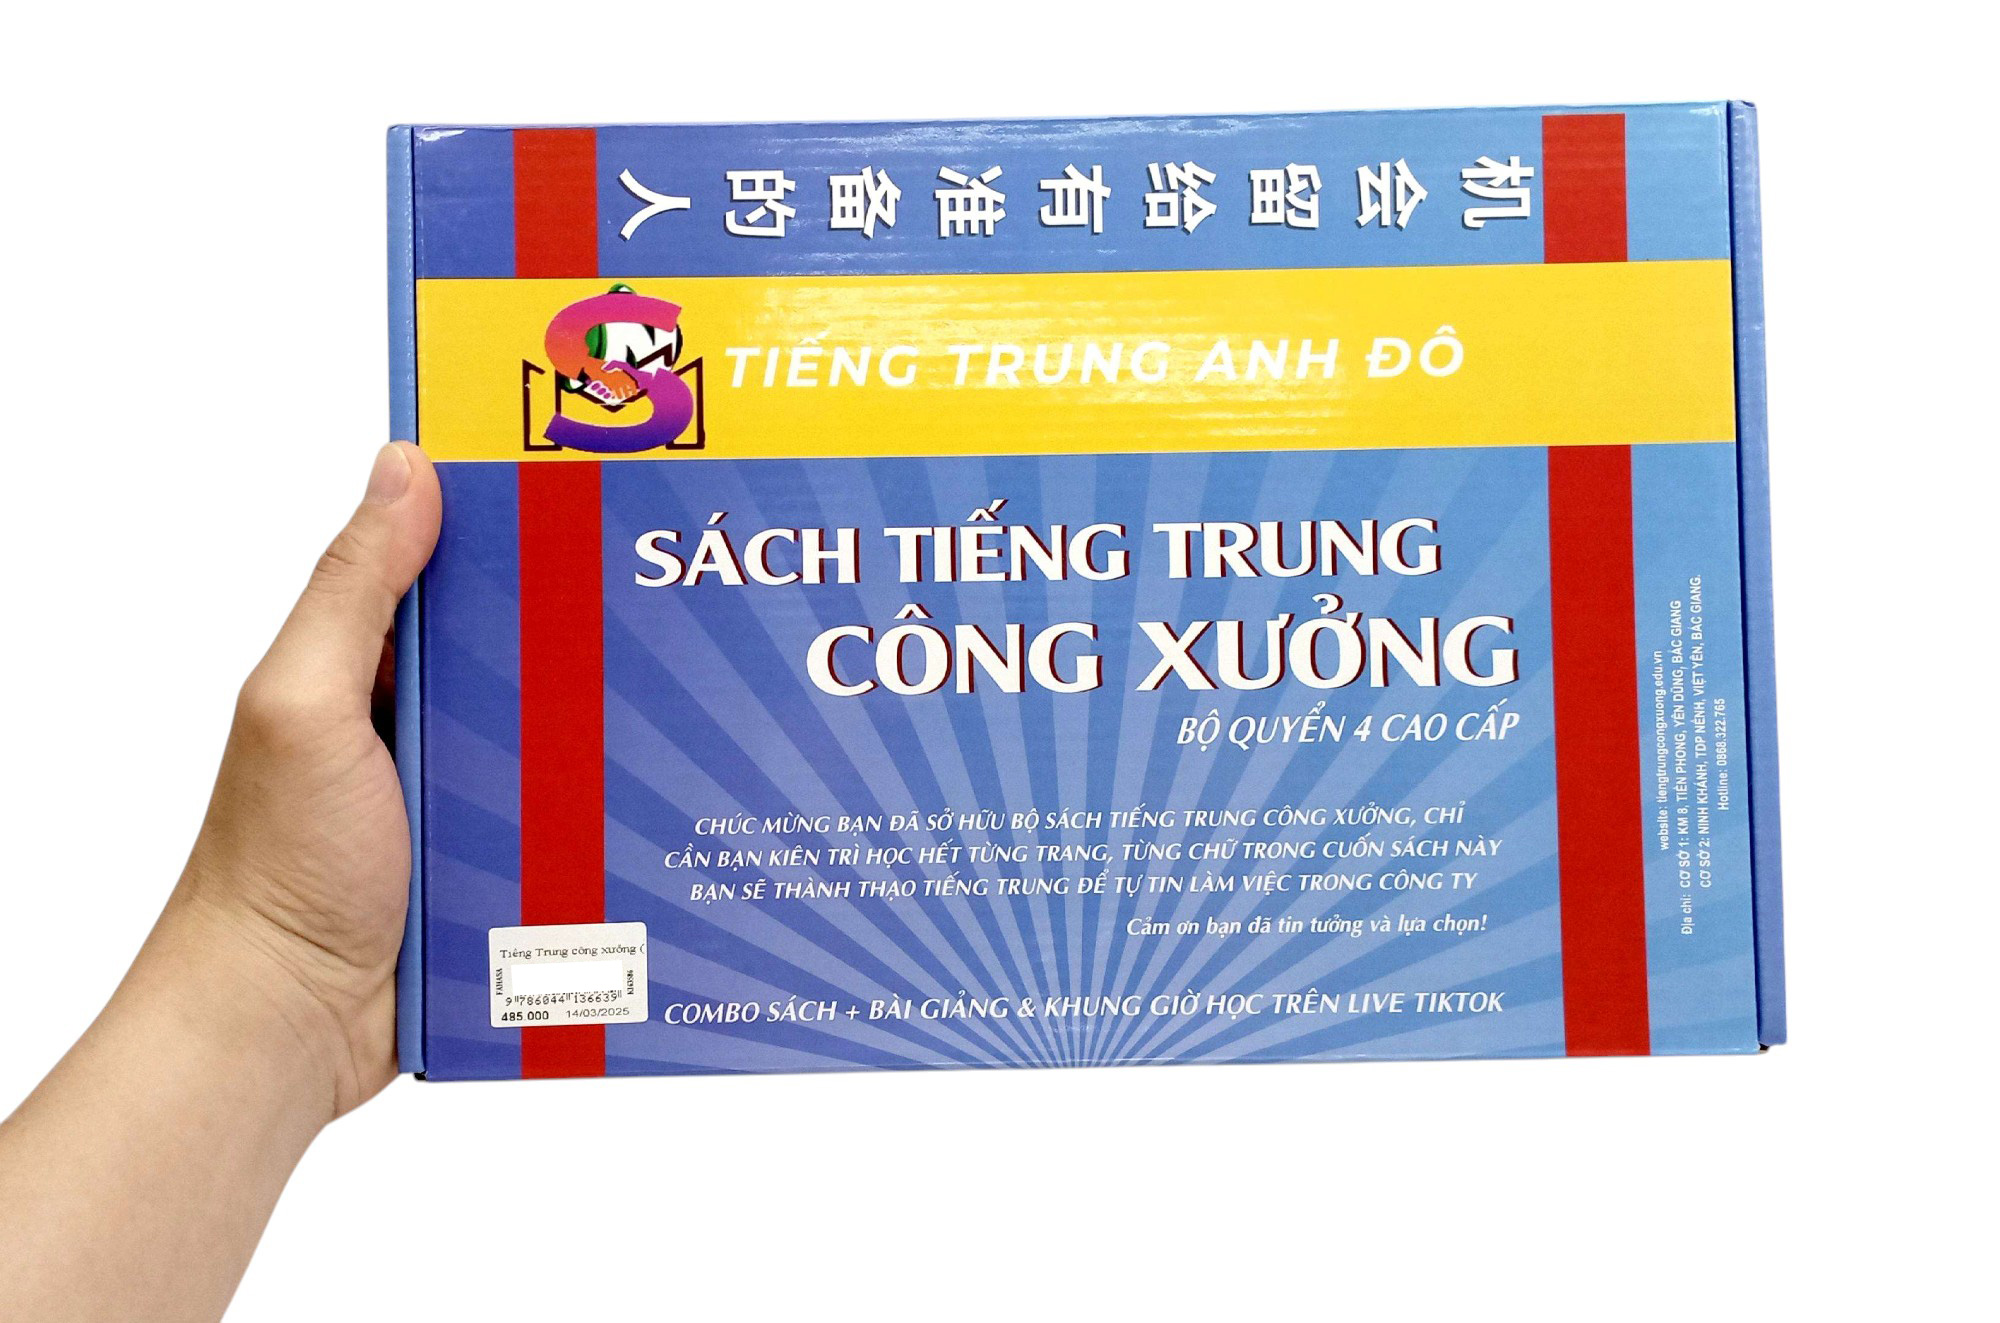 机会留给有准备的人
SM
TIẾNG TRUNG ANH ĐÔ
SÁCH TIẾNG TRUNG
CÔNG XƯỞNG
BỘ QUYỂN 4 CAO CẤP
CHÚC MỪNG BẠN ĐÃ SỞ HỮU BỘ SÁCH TIẾNG TRUNG CÔNG XƯỞNG, CHỈ
CẦN BẠN KIÊN TRÌ HỌC HẾT TỪNG TRANG, TỪNG CHỮ TRONG CUỐN SÁCH NÀY
BẠN SẼ THÀNH THẠO TIẾNG TRUNG ĐỂ TỰ TIN LÀM VIỆC TRONG CÔNG TY
Cảm ơn bạn đã tin tưởng và lựa chọn!
COMBO SÁCH + BÀI GIẢNG & KHUNG GIỜ HỌC TRÊN LIVE TIKTOK
Tiếng Trung công xưởng (
FAHASA
9 786044 136639
485.000 14/03/2025
website: tiengtrungcongxuong.edu.vn
Địa chỉ: CƠ SỞ 1: KM 8, TIÊN PHONG, YÊN DŨNG, BẮC GIANG
CƠ SỞ 2: NINH KHÁNH, TDP NẾNH, VIỆT YÊN, BẮC GIANG.
Hotline: 0868.322.765